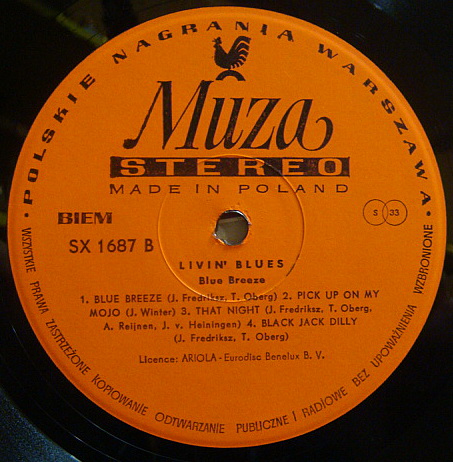 • POLSKIE NAGRANIA WARSZAWA •
Muza
STEREO
MADE IN POLAND
BIEM
S 33
SX 1687 B
LIVIN' BLUES
Blue Breeze
1. BLUE BREEZE (J. Fredriksz, T. Oberg) 2. PICK UP ON MY
MOJO (J. Winter) 3. THAT NIGHT (J. Fredriksz, T. Oberg,
A. Reijnen, J. v. Heiningen) 4. BLACK JACK DILLY
(J. Fredriksz, T. Oberg)
Licence: ARIOLA - Eurodisc Benelux B. V.
WSZYSTKIE PRAWA ZASTRZEŻONE KOPIOWANIE ODTWARZANIE PUBLICZNE I RADIOWE BEZ UPOWAŻNIENIA WZBRONIONE